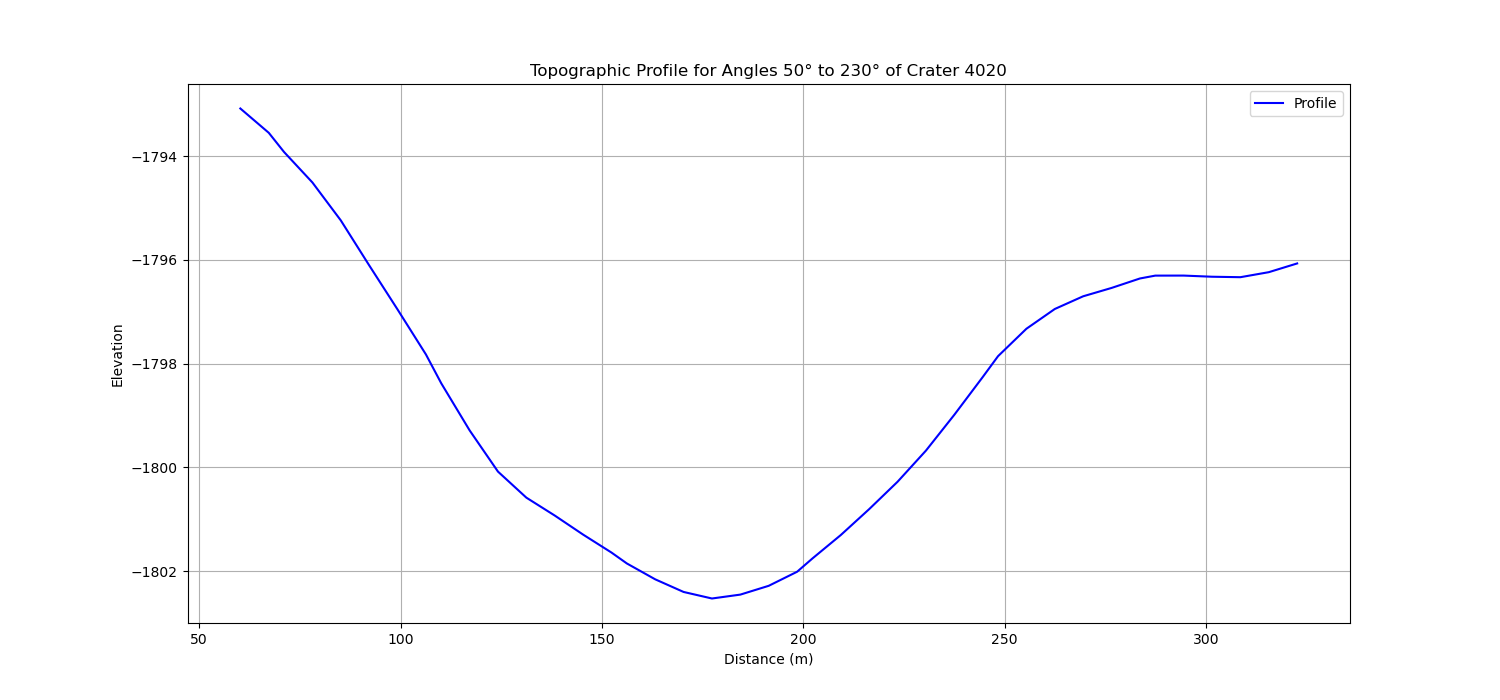 Topographic Profile for Angles 50° to 230° of Crater 4020
Profile
−1794
−1796
−1798
−1800
−1802
Elevation
50 100 150 200 250 300
Distance (m)